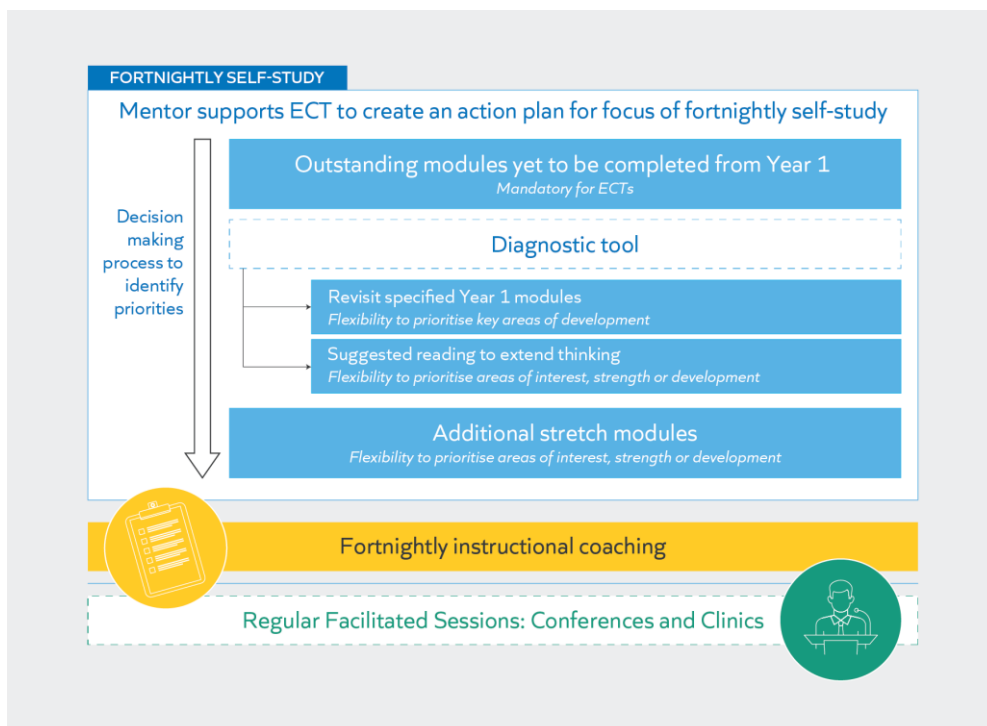 FORTNIGHTLY SELF-STUDY
Mentor supports ECT to create an action plan for focus of fortnightly self-study
Decision
making
process to
identify
priorities
Outstanding modules yet to be completed from Year 1
Mandatory for ECTs
Diagnostic tool
Revisit specified Year 1 modules
Flexibility to prioritise key areas of development
Suggested reading to extend thinking
Flexibility to prioritise areas of interest, strength or development
Additional stretch modules
Flexibility to prioritise areas of interest, strength or development
Fortnightly instructional coaching
Regular Facilitated Sessions: Conferences and Clinics